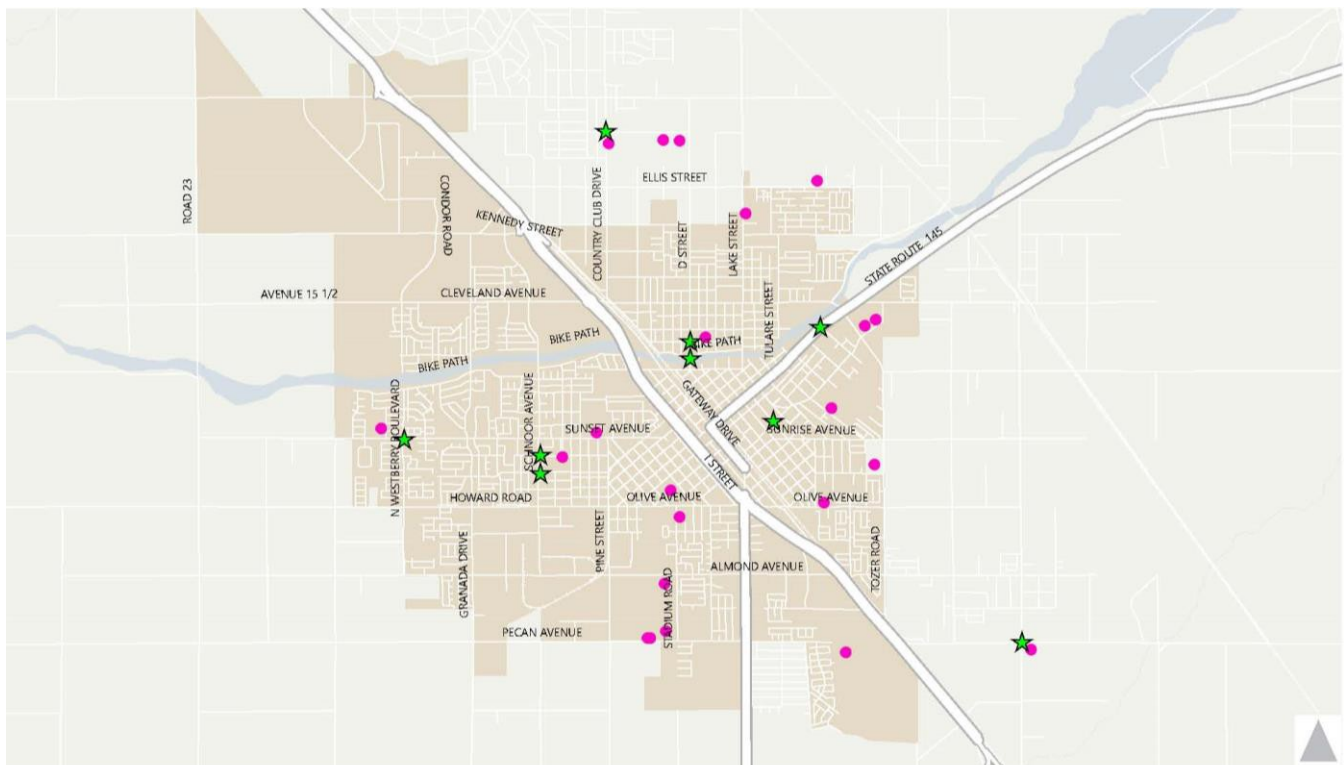 ELLIS STREET
ROAD 23
CONDOR ROAD
KENNEDY STREET
COUNTRY CLUB DRIVE
D STREET
LAKE STREET
STATE ROUTE 145
AVENUE 15 1/2
CLEVELAND AVENUE
TULARE STREET
BIKE PATH
BIKE PATH
BIKE PATH
N WESTBERRY BOULEVARD
SCHNOOR AVENUE
SUNSET AVENUE
GATEWAY DRIVE
SUNRISE AVENUE
I STREET
HOWARD ROAD
OLIVE AVENUE
OLIVE AVENUE
GRANADA DRIVE
PINE STREET
STADIUM ROAD
ALMOND AVENUE
TOZER ROAD
PECAN AVENUE